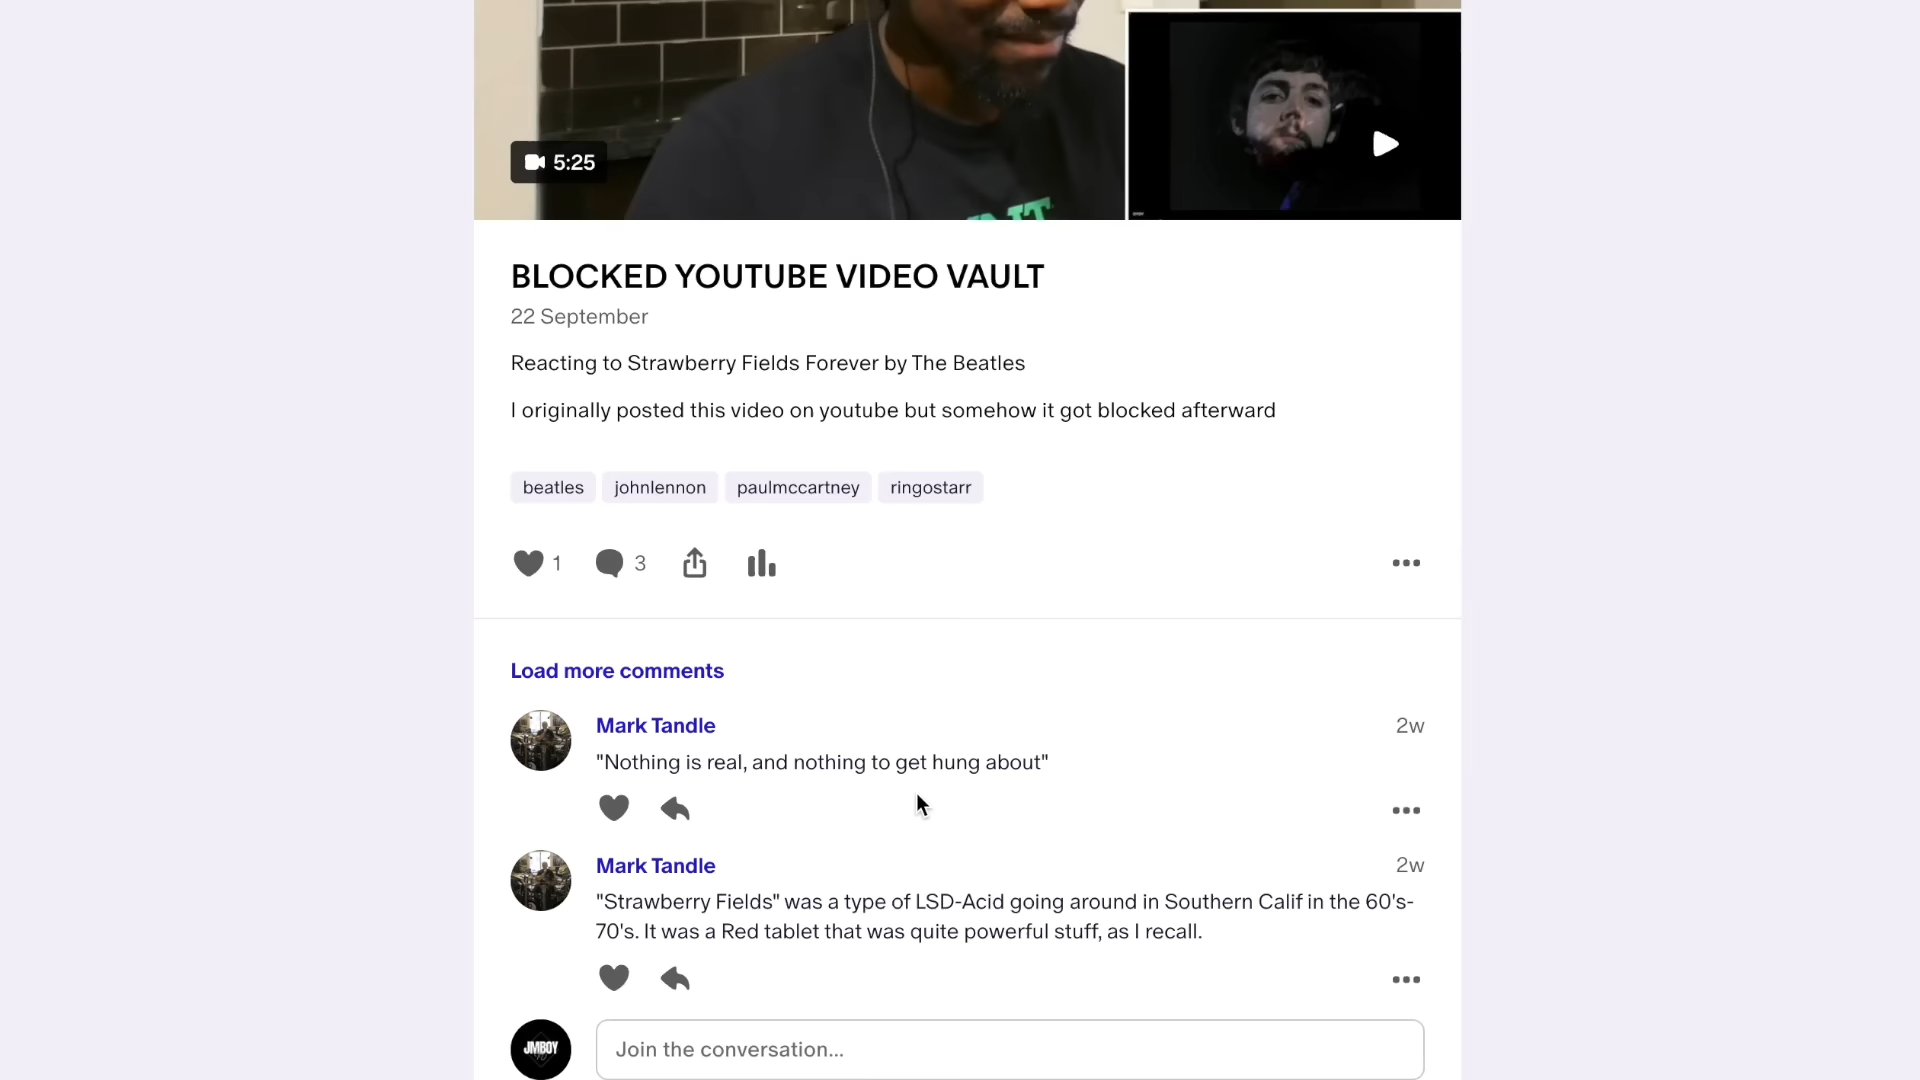 5:25
BLOCKED YOUTUBE VIDEO VAULT
22 September
Reacting to Strawberry Fields Forever by The Beatles
I originally posted this video on youtube but somehow it got blocked afterward
beatles johnlennon paulmccartney ringostarr
1 3
Load more comments
Mark Tandle 2w
"Nothing is real, and nothing to get hung about"
Mark Tandle 2w
"Strawberry Fields" was a type of LSD-Acid going around in Southern Calif in the 60's-
70's. It was a Red tablet that was quite powerful stuff, as I recall.
JMBOY
Join the conversation...